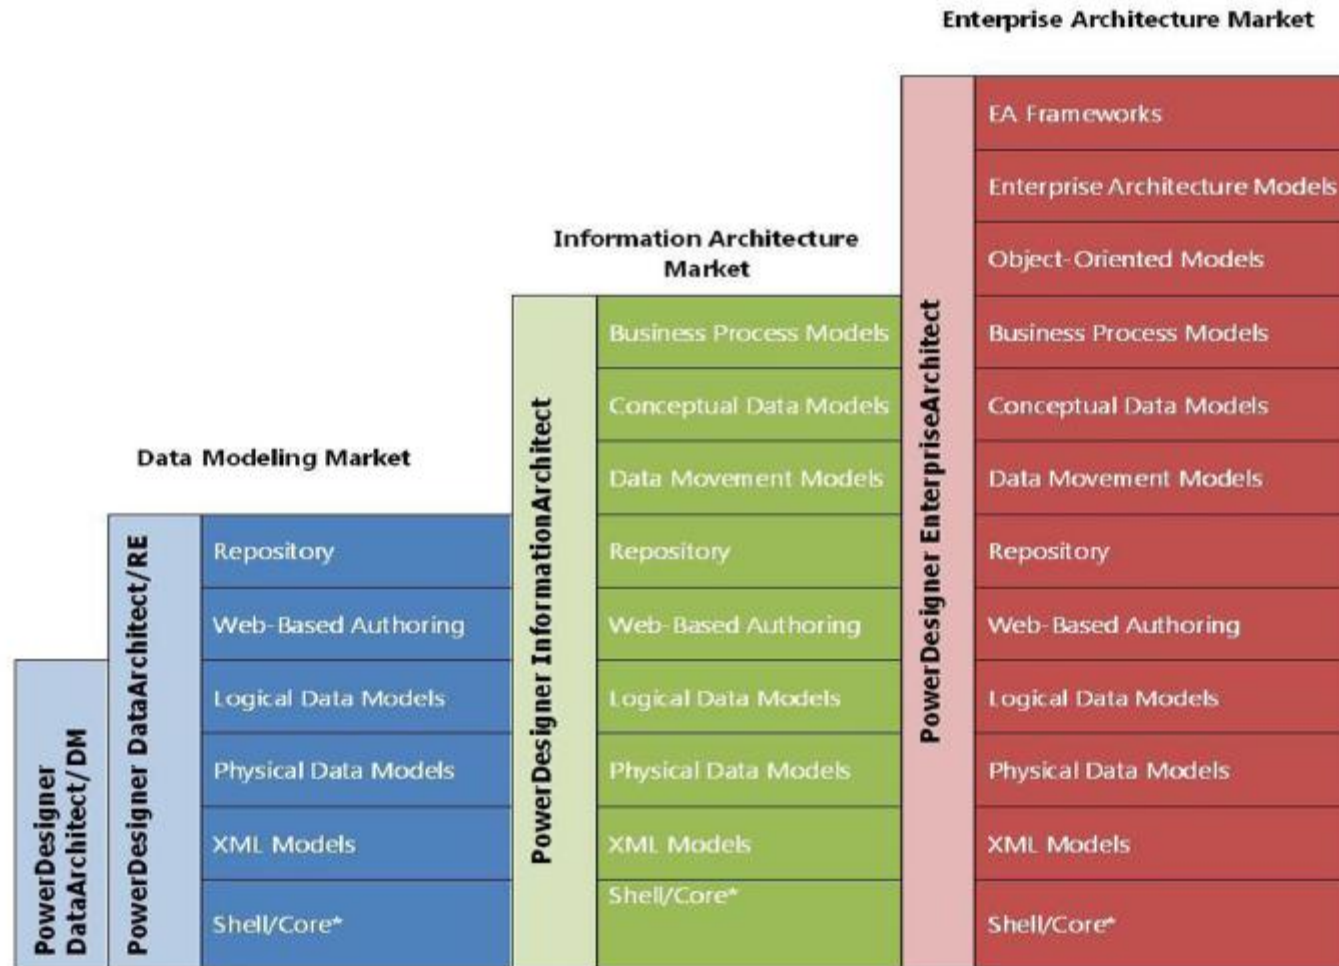 Enterprise Architecture Market
EA Frameworks
Enterprise Architecture Models
Object-Oriented Models
Business Process Models
Conceptual Data Models
Data Movement Models
Repository
Web-Based Authoring
Logical Data Models
Physical Data Models
XML Models
Shell/Core*
PowerDesigner EnterpriseArchitect
Information Architecture
Market
Business Process Models
Conceptual Data Models
Data Movement Models
Repository
Web-Based Authoring
Logical Data Models
Physical Data Models
XML Models
Shell/Core*
PowerDesigner InformationArchitect
Data Modeling Market
Repository
Web-Based Authoring
Logical Data Models
Physical Data Models
XML Models
Shell/Core*
PowerDesigner DataArchitect/RE
PowerDesigner
DataArchitect/DM